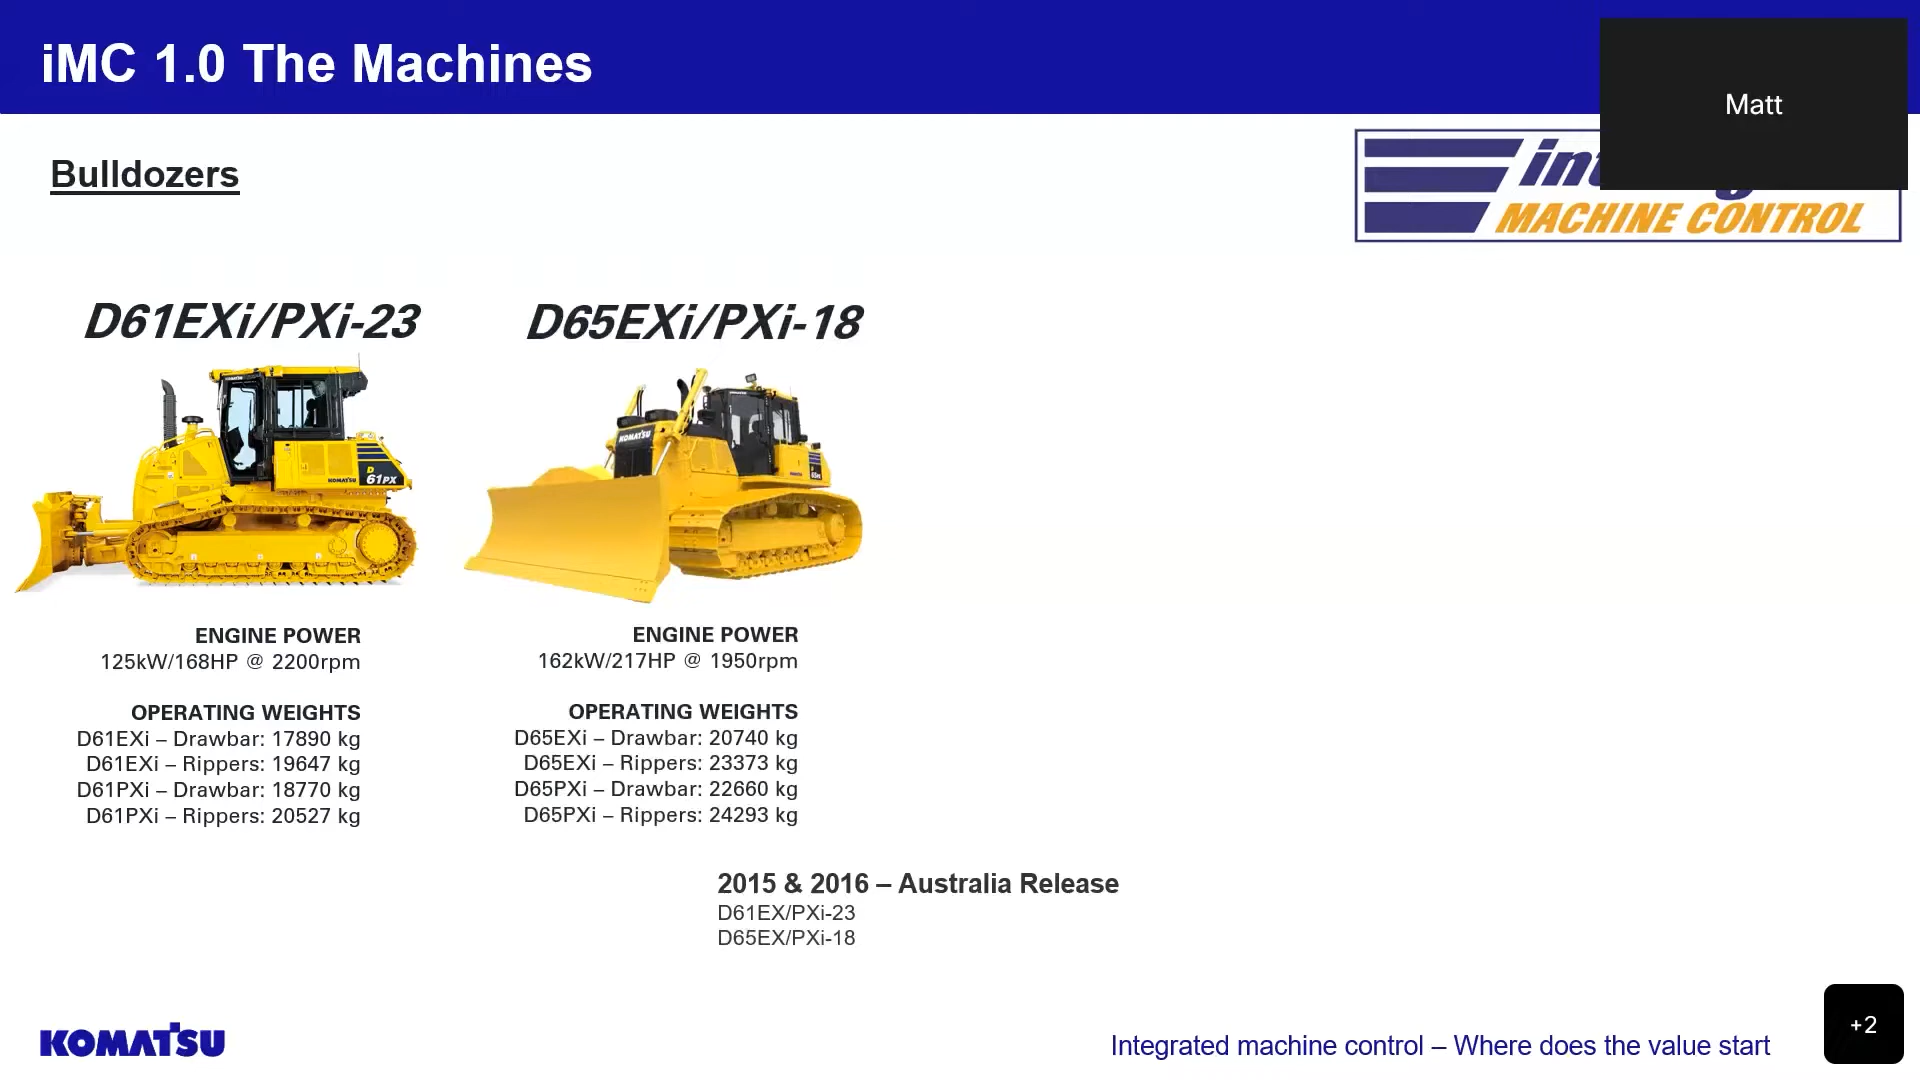 iMC 1.0 The Machines
Matt
Bulldozers
MACHINE CONTROL
D61EXi/PXi-23
D65EXi/PXi-18
KOMATSU
D
61PX
KOMATSU
ENGINE POWER
125kW/168HP @ 2200rpm
OPERATING WEIGHTS
D61EXi – Drawbar: 17890 kg
D61EXi – Rippers: 19647 kg
D61PXi – Drawbar: 18770 kg
D61PXi – Rippers: 20527 kg
ENGINE POWER
162kW/217HP @ 1950rpm
OPERATING WEIGHTS
D65EXi – Drawbar: 20740 kg
D65EXi – Rippers: 23373 kg
D65PXi – Drawbar: 22660 kg
D65PXi – Rippers: 24293 kg
2015 & 2016 – Australia Release
D61EX/PXi-23
D65EX/PXi-18
KOMATSU
Integrated machine control – Where does the value start
+2